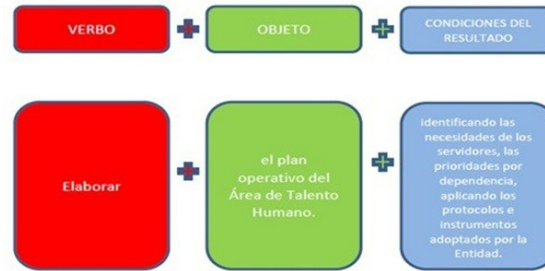 VERBO
OBJETO
CONDICIONES DEL
RESULTADO
Elaborar
el plan
operativo del
Área de Talento
Humano.
identificando las
necesidades de los
servidores, las
prioridades por
dependencia,
aplicando los
protocolos e
instrumentos
adoptados por la
Entidad.